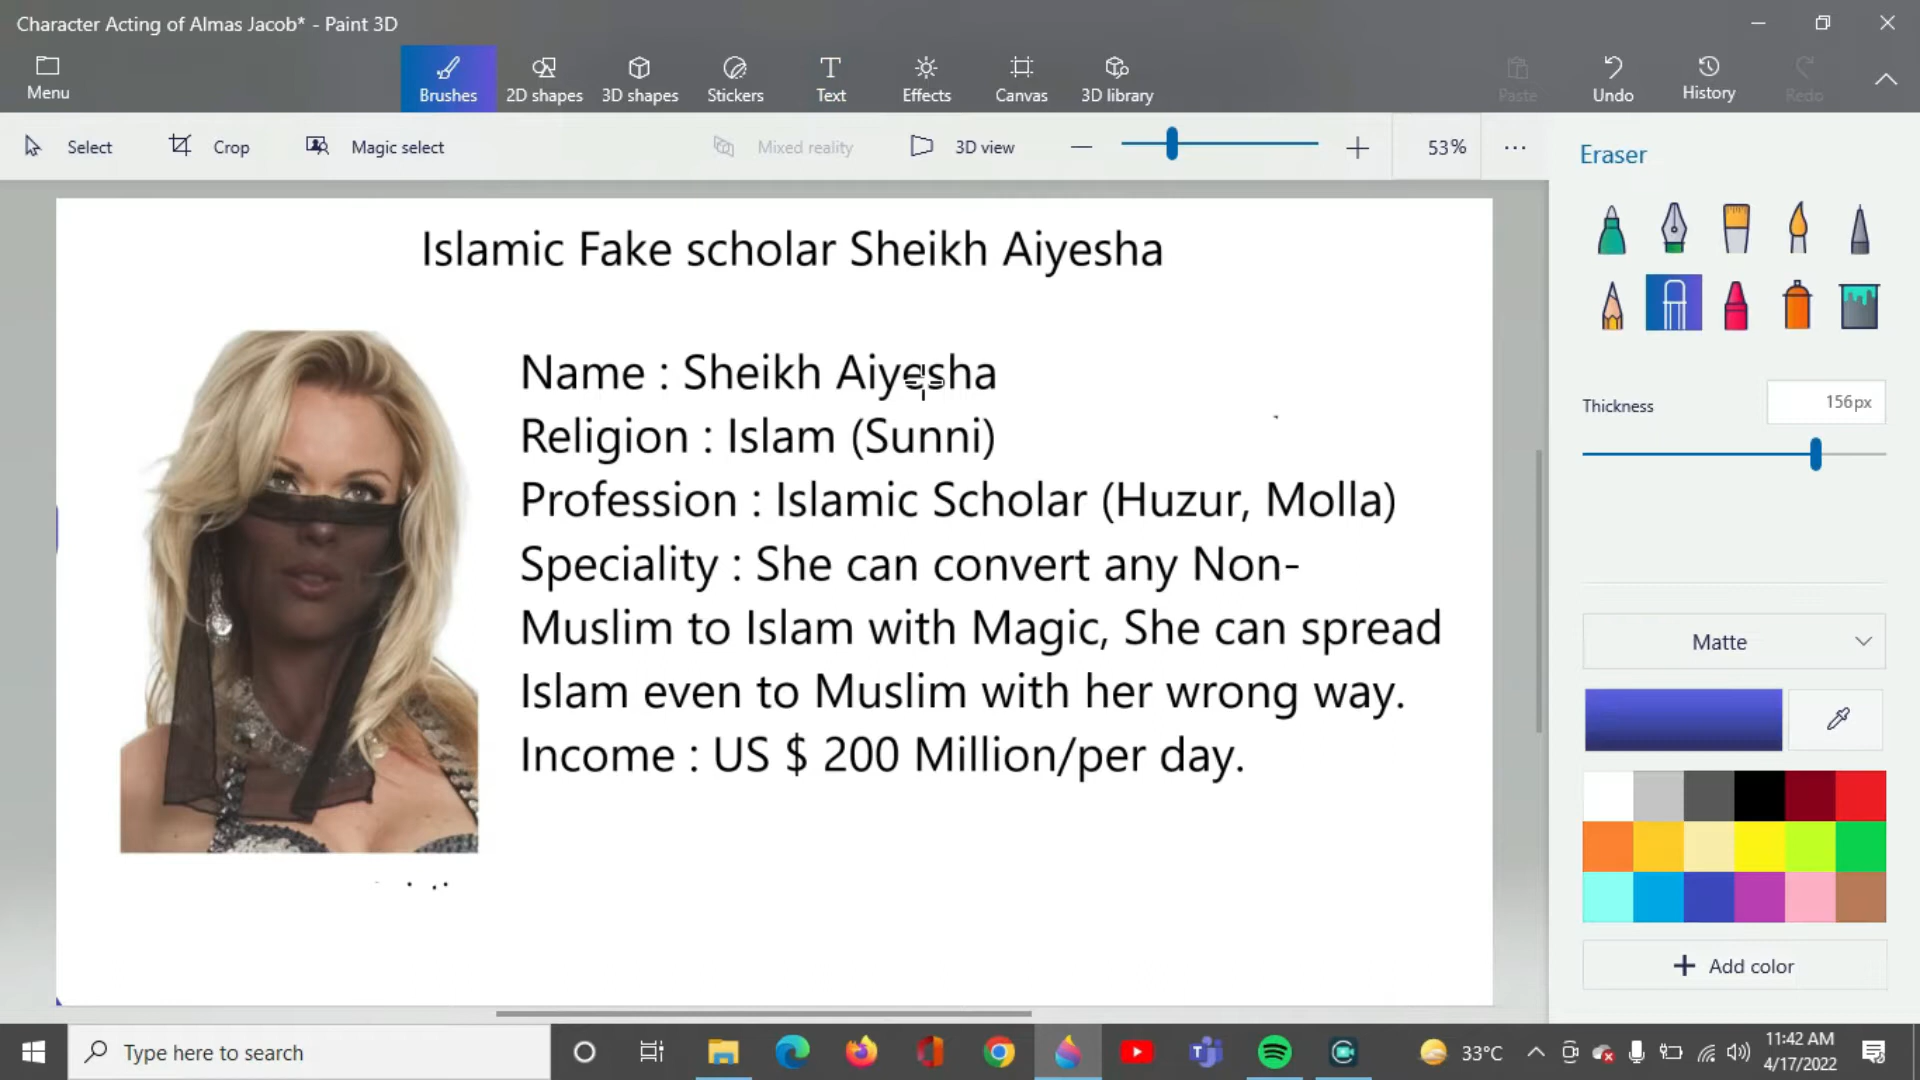 Character Acting of Almas Jacob* - Paint 3D
Menu
Brushes
2D shapes
3D shapes
Stickers
Text
Effects
Canvas
3D library
Paste
Undo
History
Redo
Select
Crop
Magic select
Mixed reality
3D view
53%
Eraser
Thickness
156px
Matte
Add color
Islamic Fake scholar Sheikh Aiyesha
Name : Sheikh Aiyesha
Religion : Islam (Sunni)
Profession : Islamic Scholar (Huzur, Molla)
Speciality : She can convert any Non-
Muslim to Islam with Magic, She can spread
Islam even to Muslim with her wrong way.
Income : US $ 200 Million/per day.
Type here to search
33°C
11:42 AM
4/17/2022